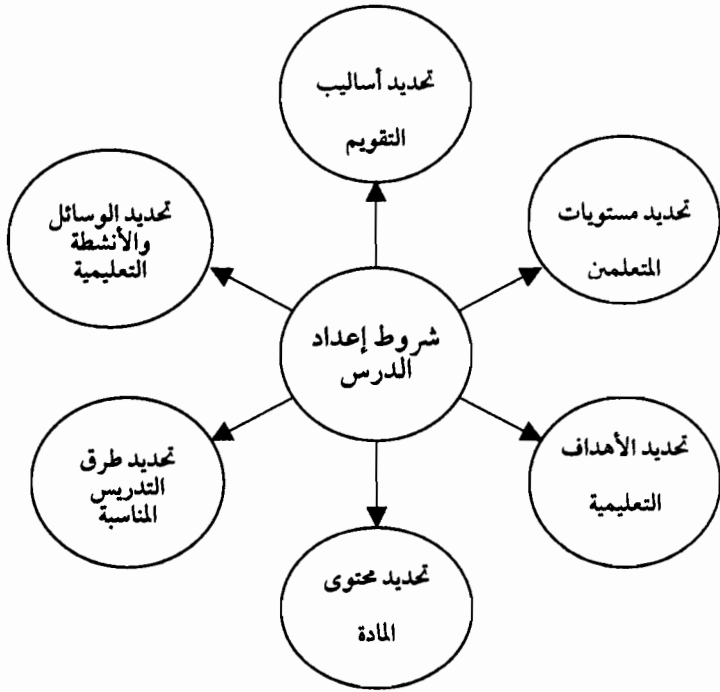 تحديد أساليب
التقويم
تحديد مستويات
المتعلمين
تحديد الوسائل
والأنشطة
التعليمية
شروط إعداد
الدرس
تحديد الأهداف
التعليمية
تحديد طرق
التدريس
المناسبة
تحديد محتوى
المادة